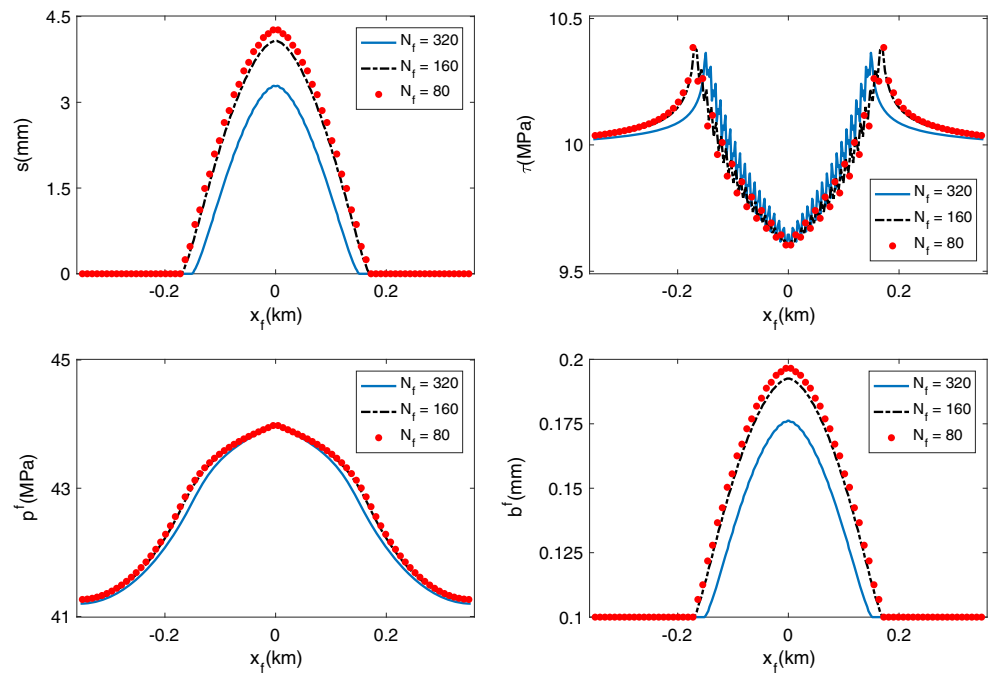 4.5
3
1.5
0
s(mm)
-0.2
0
0.2
x_f(km)
N_f = 320
N_f = 160
N_f = 80
10.5
10
9.5
τ(MPa)
-0.2
0
0.2
x_f(km)
N_f = 320
N_f = 160
N_f = 80
45
43
41
p^f(MPa)
-0.2
0
0.2
x_f(km)
N_f = 320
N_f = 160
N_f = 80
0.2
0.175
0.15
0.125
0.1
b^f(mm)
-0.2
0
0.2
x_f(km)
N_f = 320
N_f = 160
N_f = 80